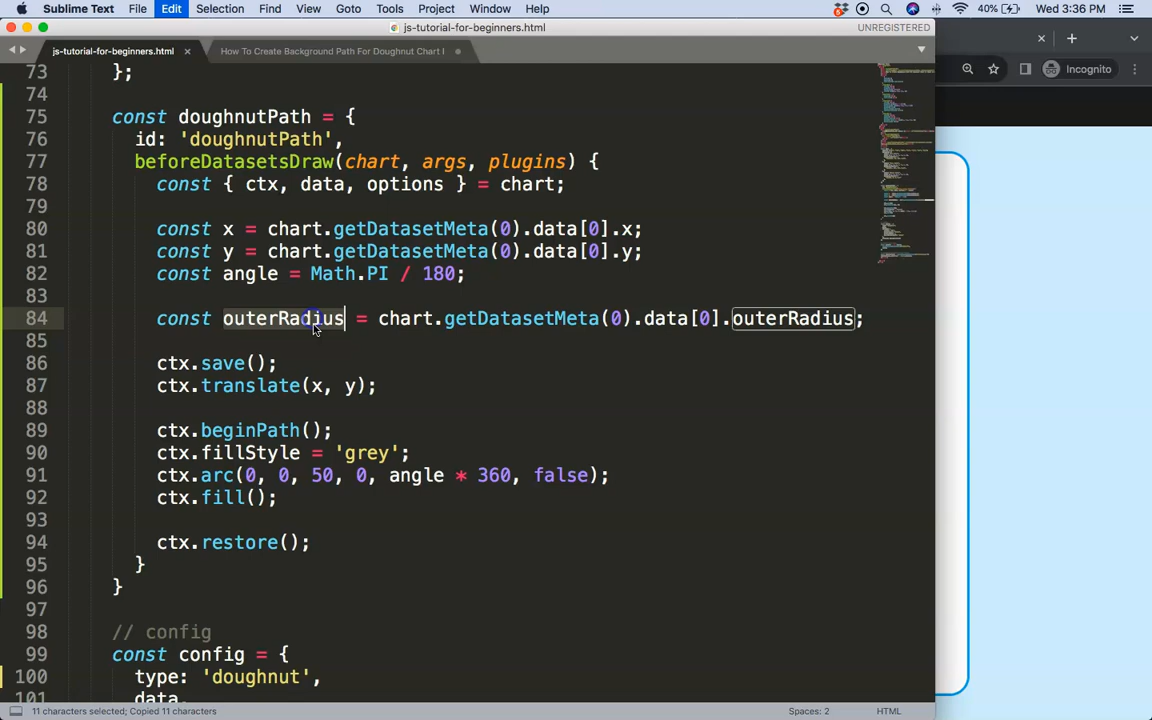 Sublime Text File Edit Selection Find View Goto Tools Project Window Help 40% Wed 3:36 PM
js-tutorial-for-beginners.html UNREGISTERED
js-tutorial-for-beginners.html × How To Create Background Path For Doughnut Chart I
Incognito
73 };
74
75 const doughnutPath = {
76 id: 'doughnutPath',
77 beforeDatasetsDraw(chart, args, plugins) {
78 const { ctx, data, options } = chart;
79
80 const x = chart.getDatasetMeta(0).data[0].x;
81 const y = chart.getDatasetMeta(0).data[0].y;
82 const angle = Math.PI / 180;
83
84 const outerRadius = chart.getDatasetMeta(0).data[0].outerRadius;
85
86 ctx.save();
87 ctx.translate(x, y);
88
89 ctx.beginPath();
90 ctx.fillStyle = 'grey';
91 ctx.arc(0, 0, 50, 0, angle * 360, false);
92 ctx.fill();
93
94 ctx.restore();
95 }
96 }
97
98 // config
99 const config = {
100 type: 'doughnut',
101 data,
11 characters selected; Copied 11 characters Spaces: 2 HTML